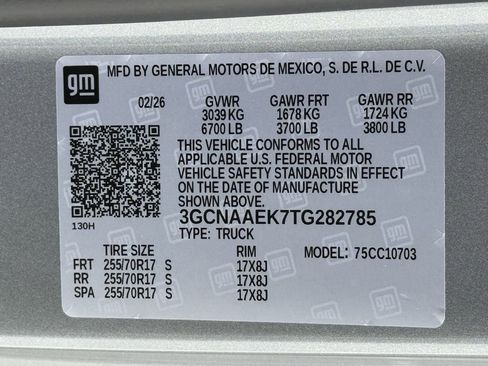 gm MFD BY GENERAL MOTORS DE MEXICO, S. DE R.L. DE C.V.
02/26 GVWR GAWR FRT GAWR RR
3039 KG 1678 KG 1724 KG
6700 LB 3700 LB 3800 LB
THIS VEHICLE CONFORMS TO ALL
APPLICABLE U.S. FEDERAL MOTOR
VEHICLE SAFETY STANDARDS IN EFFECT
ON THE DATE OF MANUFACTURE
SHOWN ABOVE.
3GCNAAEK7TG282785
130H TYPE: TRUCK
TIRE SIZE RIM MODEL: 75CC10703
FRT 255/70R17 S 17X8J
RR 255/70R17 S 17X8J
SPA 255/70R17 S 17X8J